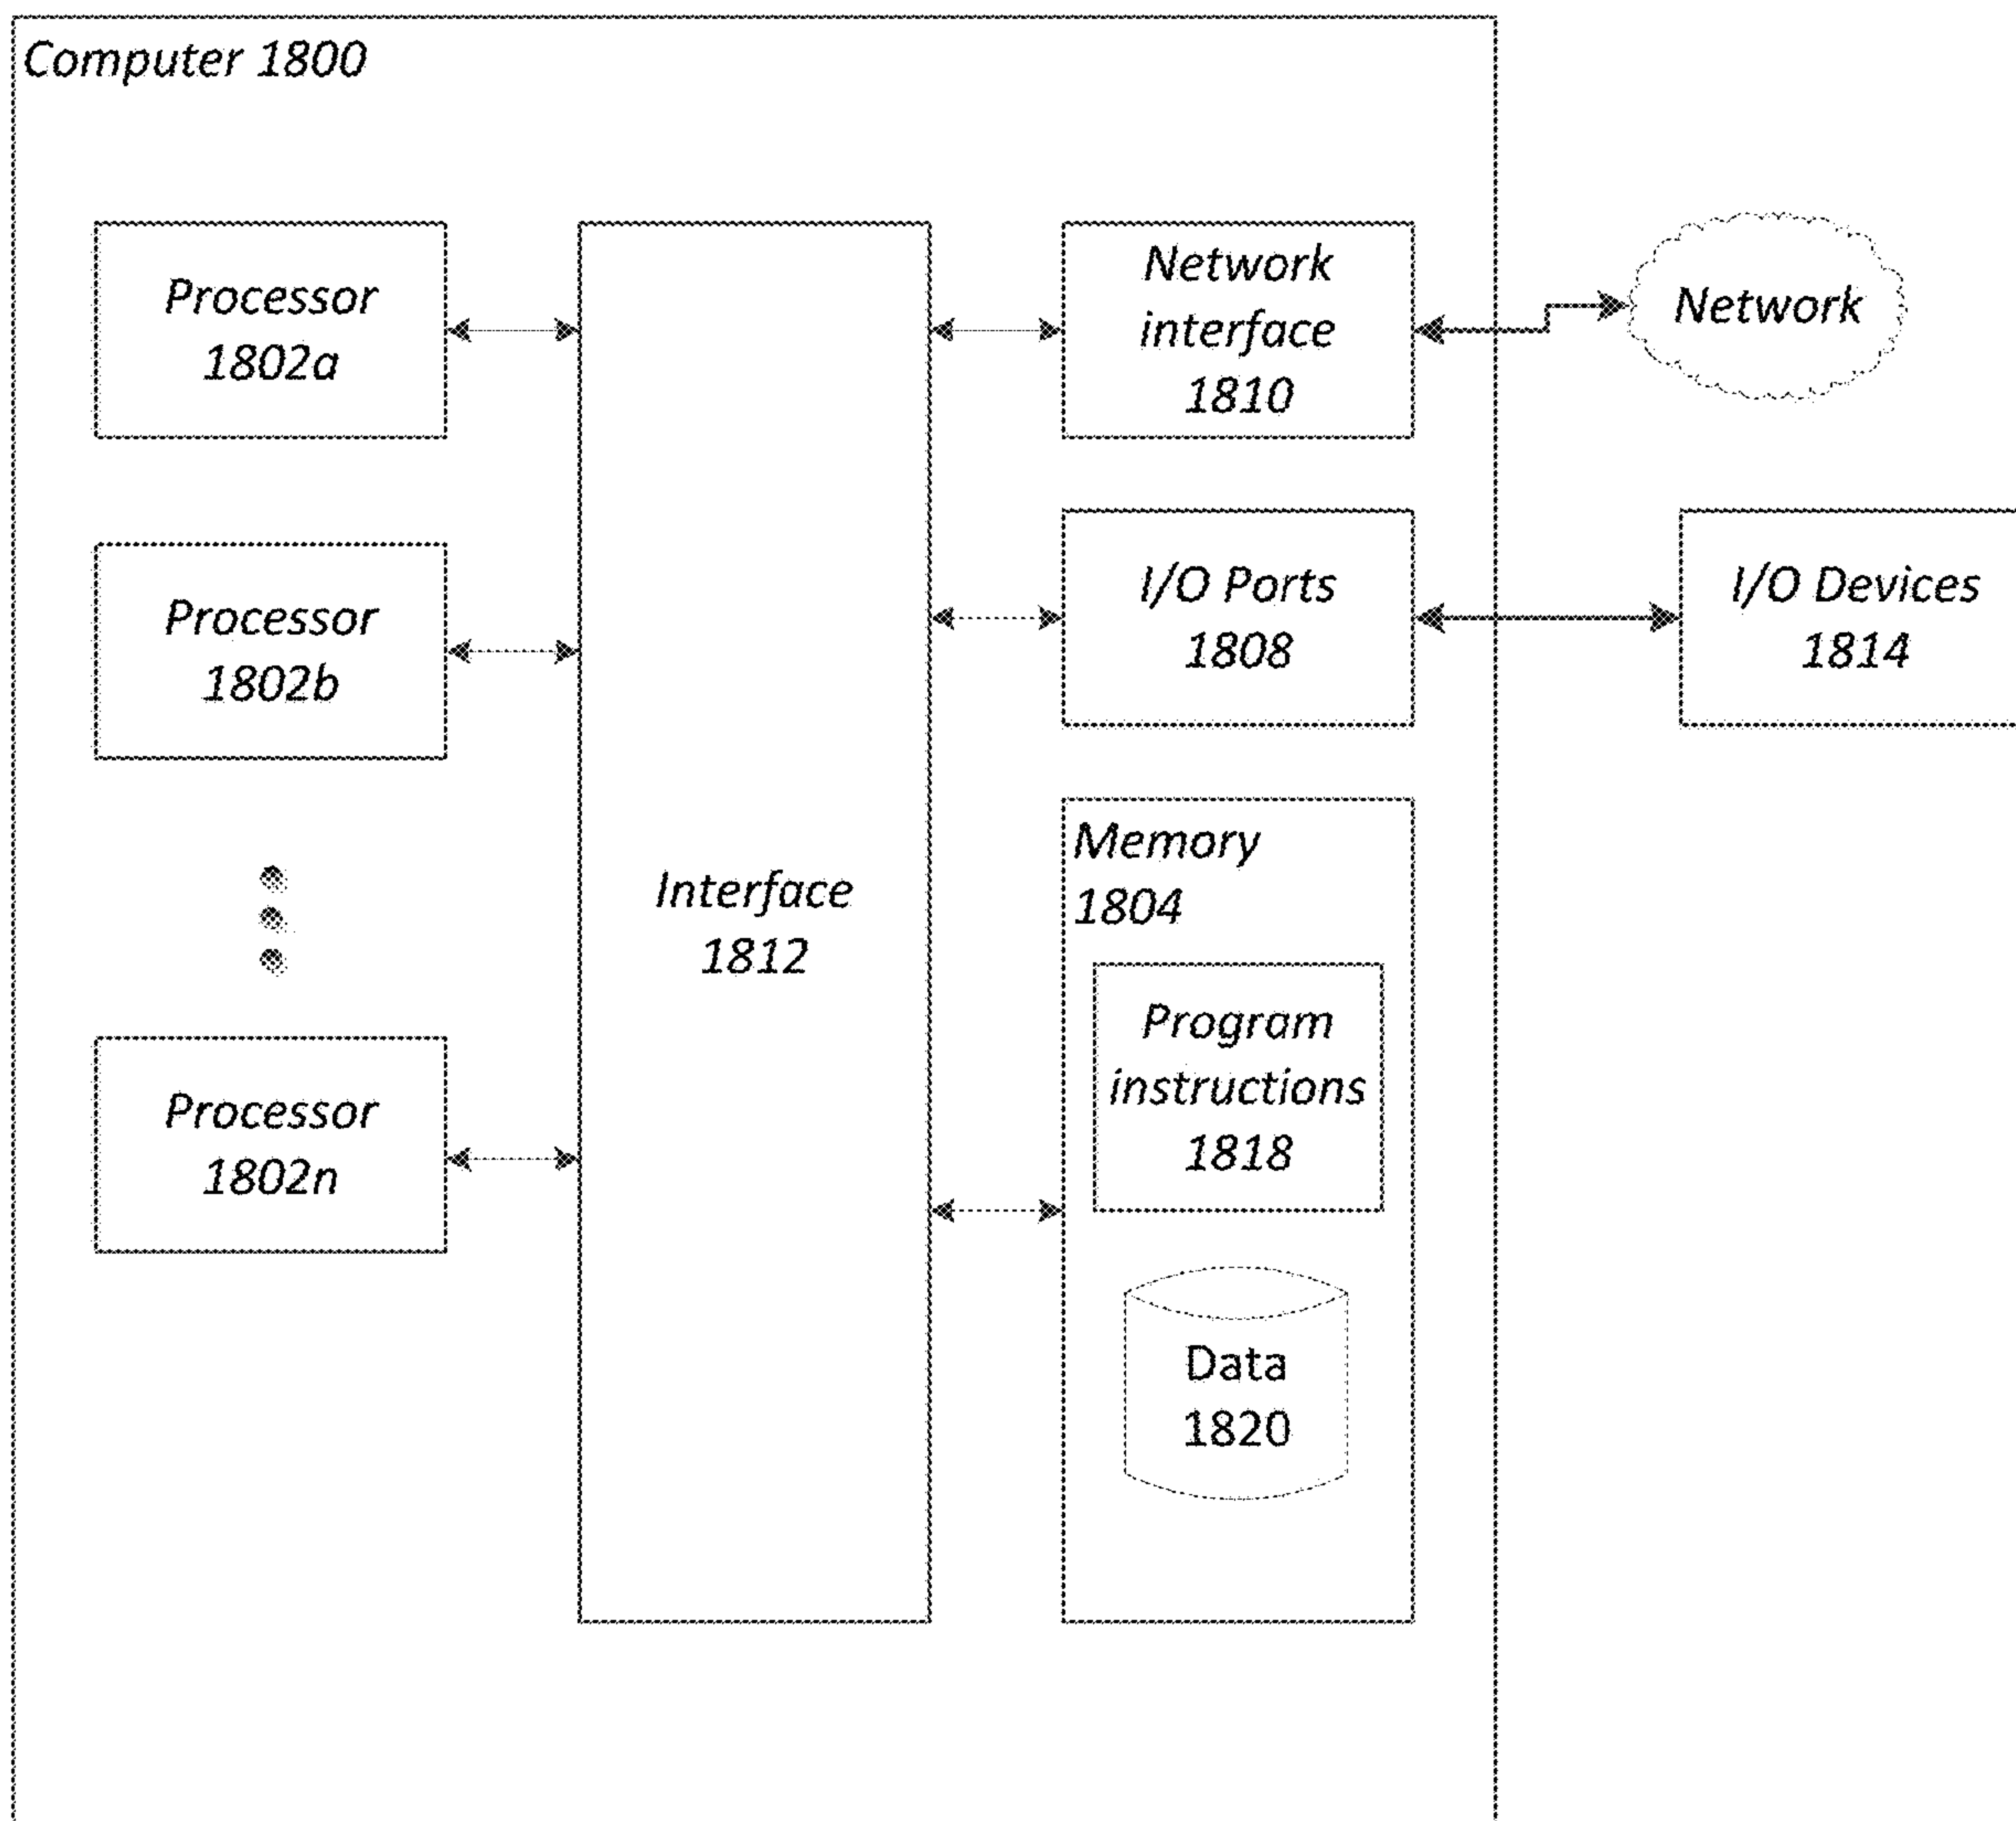 Computer 1800
Processor
1802a
Network
interface
1810
Network
Processor
1802b
I/O Ports
1808
I/O Devices
1814
Interface
1812
Memory
1804
Processor
1802n
Program
instructions
1818
Data
1820